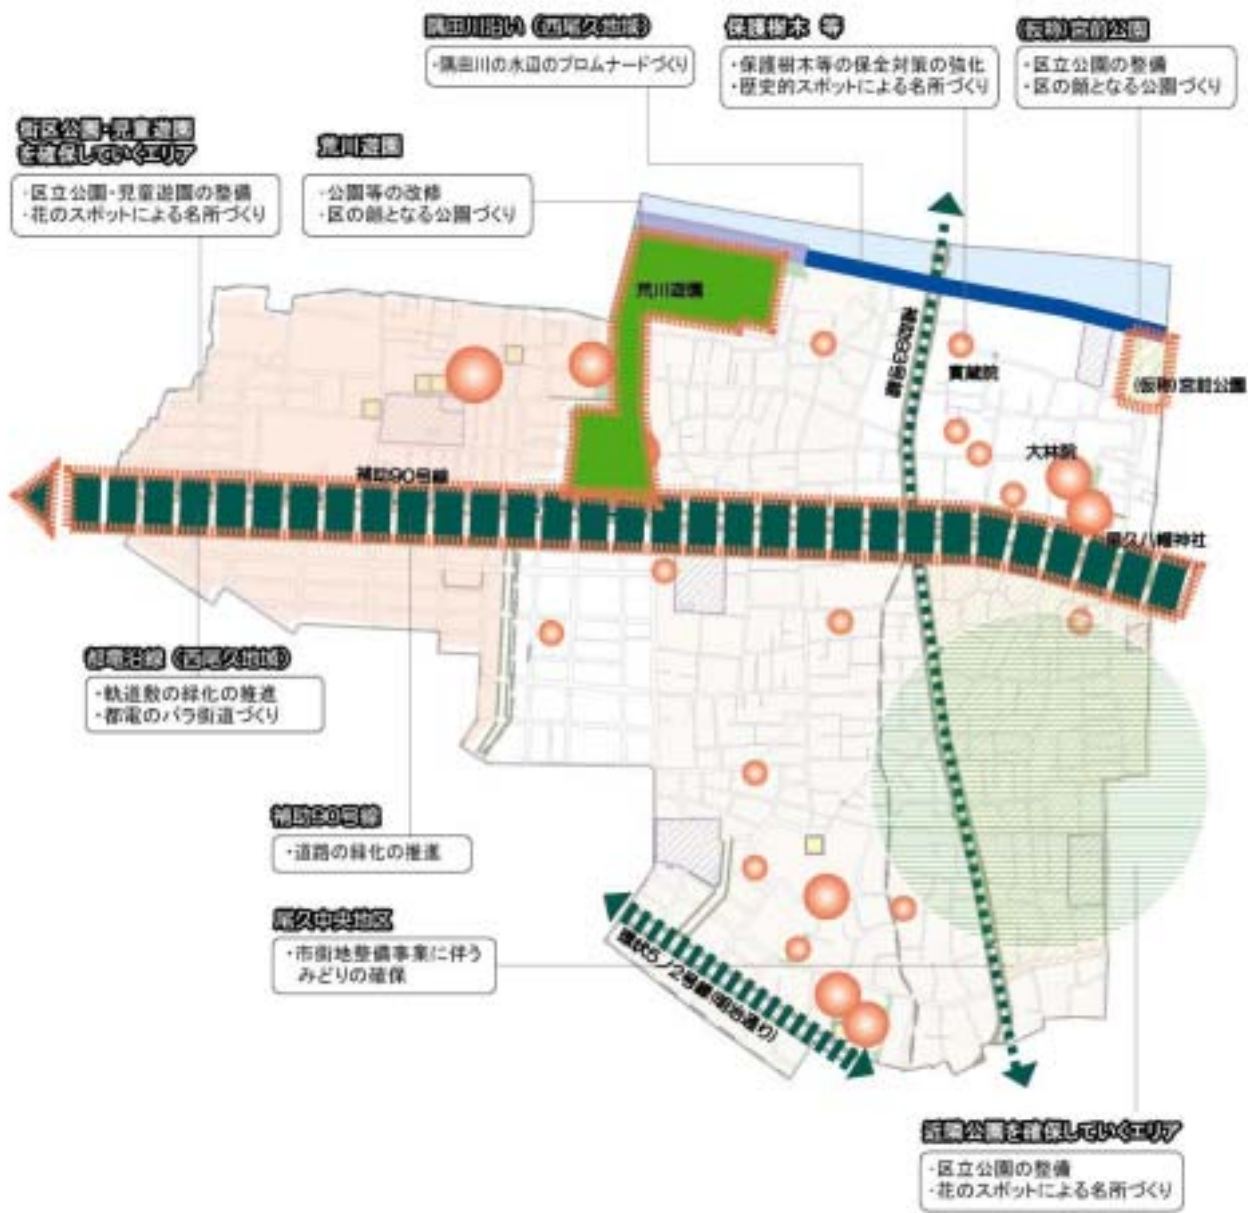 隅田川沿い（西尾久地域）
・隅田川の水辺のプロムナードづくり
保護樹木 等
・保護樹木等の保全対策の強化
・歴史的スポットによる名所づくり
(仮称)宮前公園
・区立公園の整備
・区の顔となる公園づくり
街区公園・児童遊園
を確保していくエリア
・区立公園・児童遊園の整備
・花のスポットによる名所づくり
荒川遊園
・公園等の改修
・区の顔となる公園づくり
荒川遊園
補助93号線
寳蔵院
(仮称)宮前公園
大林院
補助90号線
尾久八幡神社
都電沿線（西尾久地域）
・軌道敷の緑化の推進
・都電のバラ街道づくり
補助90号線
・道路の緑化の推進
尾久中央地区
・市街地整備事業に伴う
みどりの確保
環状5ノ2号線(明治通り)
近隣公園を確保していくエリア
・区立公園の整備
・花のスポットによる名所づくり